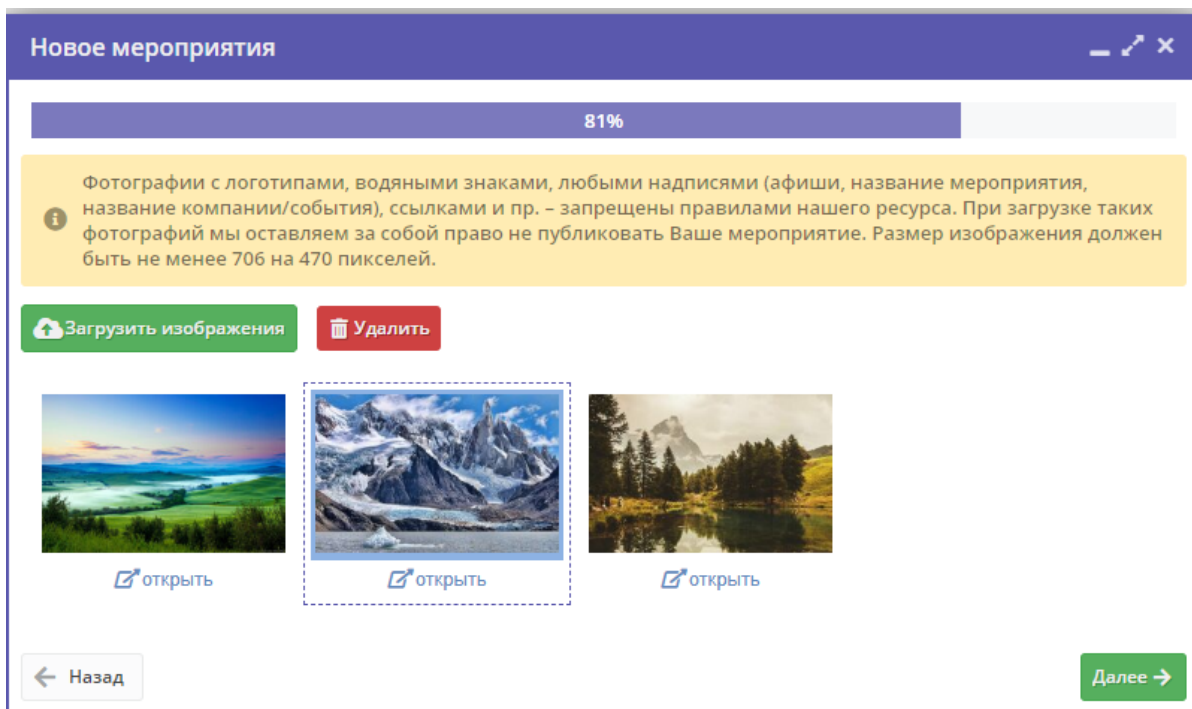 Новое мероприятия
81%
Фотографии с логотипами, водяными знаками, любыми надписями (афиши, название мероприятия,
название компании/события), ссылками и пр. – запрещены правилами нашего ресурса. При загрузке таких
фотографий мы оставляем за собой право не публиковать Ваше мероприятие. Размер изображения должен
быть не менее 706 на 470 пикселей.
Загрузить изображения Удалить
открыть открыть открыть
Назад Далее